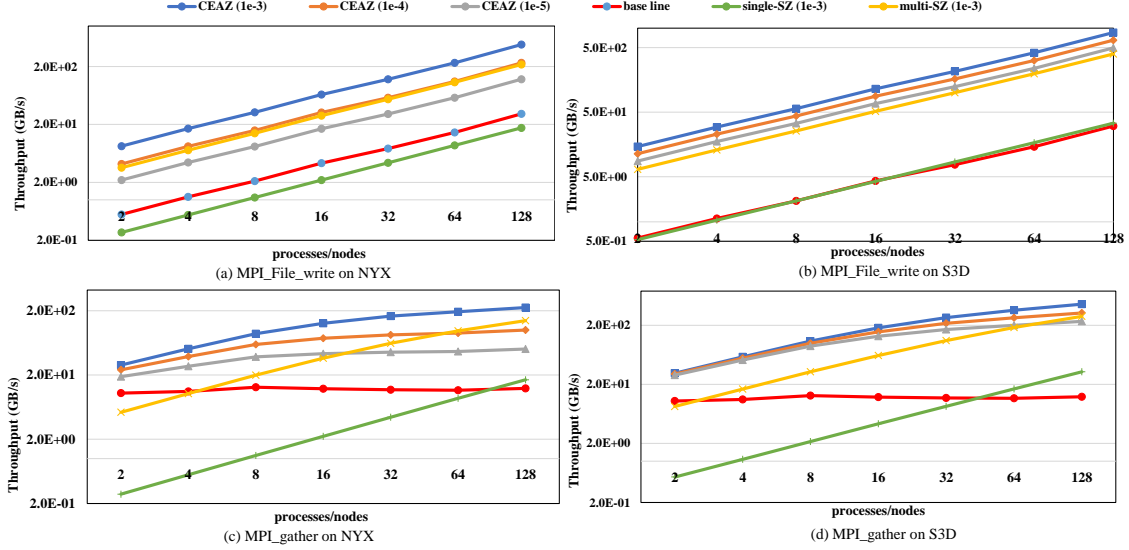 CEAZ (1e-3) CEAZ (1e-4) CEAZ (1e-5) base line single-SZ (1e-3) multi-SZ (1e-3)
Throughput (GB/s)
2.0E+02
2.0E+01
2.0E+00
2.0E-01
2 4 8 16 32 64 128
processes/nodes
(a) MPI_File_write on NYX
Throughput (GB/s)
5.0E+02
5.0E+01
5.0E+00
5.0E-01
2 4 8 16 32 64 128
processes/nodes
(b) MPI_File_write on S3D
Throughput (GB/s)
2.0E+02
2.0E+01
2.0E+00
2.0E-01
2 4 8 16 32 64 128
processes/nodes
(c) MPI_gather on NYX
Throughput (GB/s)
2.0E+02
2.0E+01
2.0E+00
2.0E-01
2 4 8 16 32 64 128
processes/nodes
(d) MPI_gather on S3D